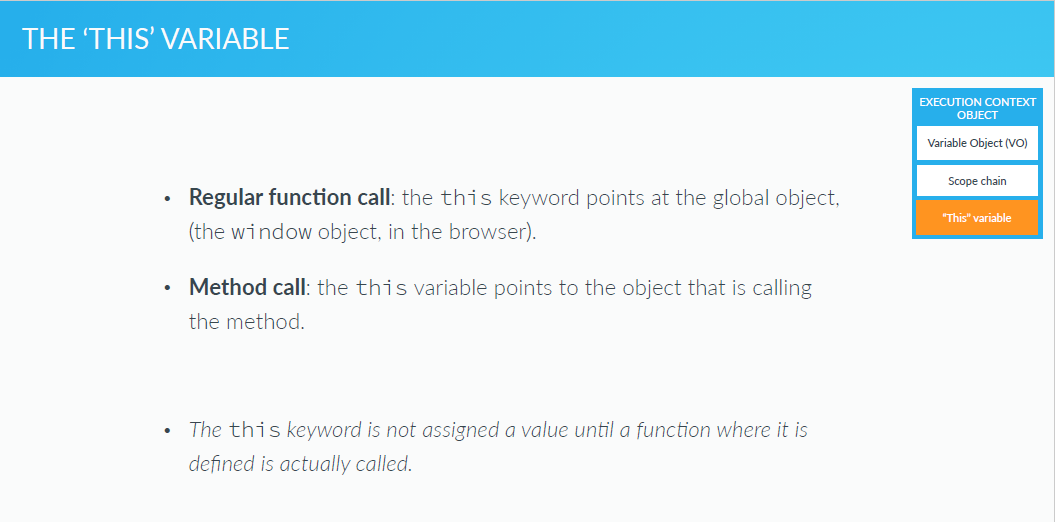 THE ‘THIS’ VARIABLE
EXECUTION CONTEXT
OBJECT
Variable Object (VO)
Scope chain
“This” variable
• Regular function call: the this keyword points at the global object,
(the window object, in the browser).
• Method call: the this variable points to the object that is calling
the method.
• The this keyword is not assigned a value until a function where it is
defined is actually called.